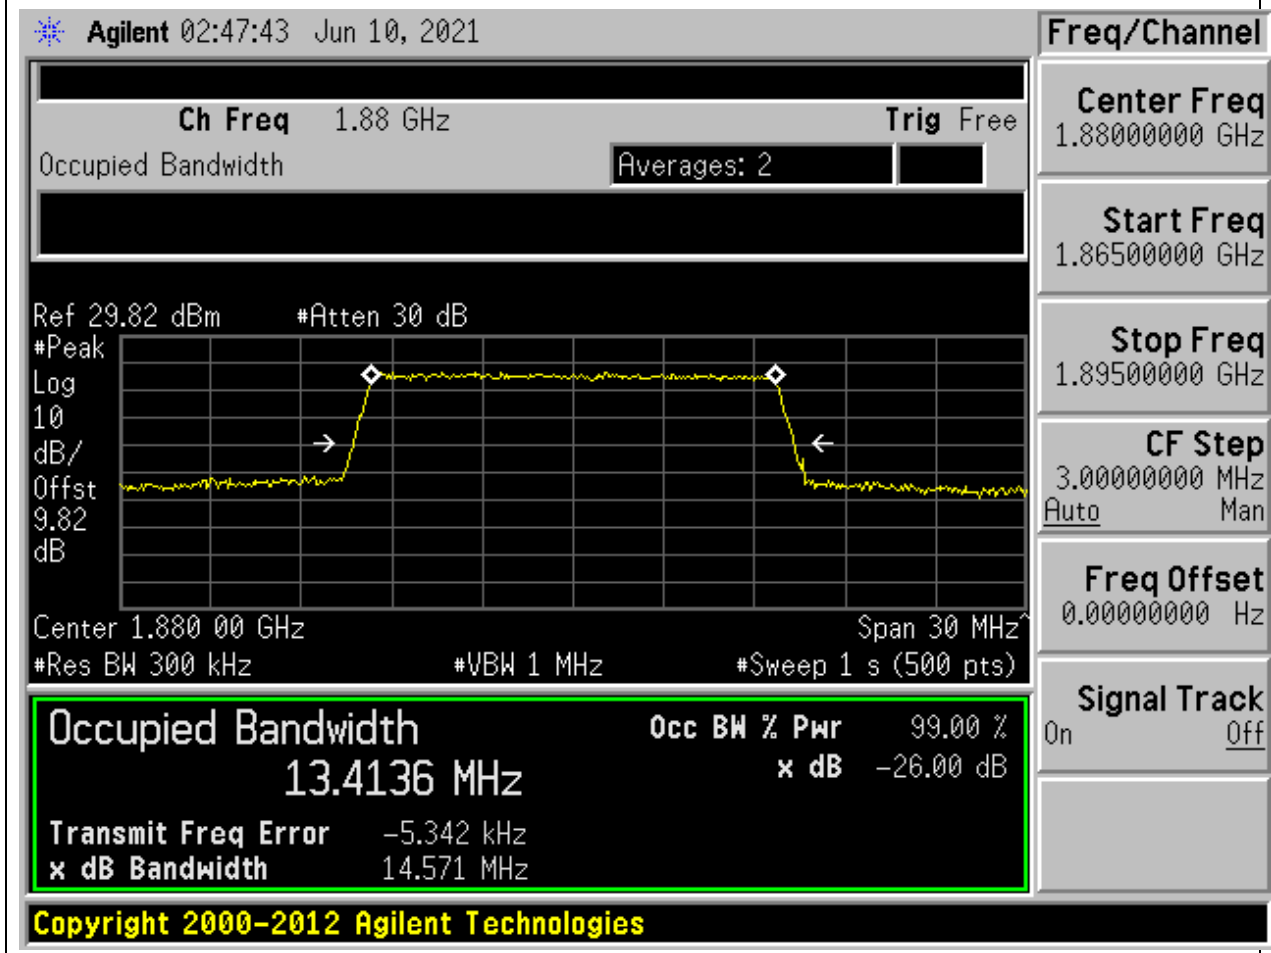 Agilent 02:47:43 Jun 10, 2021
Ch Freq 1.88 GHz Trig Free
Occupied Bandwidth Averages: 2
Ref 29.82 dBm #Atten 30 dB
#Peak
Log
10
dB/
Offst
9.82
dB
Center 1.880 00 GHz Span 30 MHz^
#Res BW 300 kHz #VBW 1 MHz #Sweep 1 s (500 pts)
Occupied Bandwidth Occ BW % Pwr 99.00 %
13.4136 MHz x dB -26.00 dB
Transmit Freq Error -5.342 kHz
x dB Bandwidth 14.571 MHz
Copyright 2000-2012 Agilent Technologies
Freq/Channel
Center Freq
1.88000000 GHz
Start Freq
1.86500000 GHz
Stop Freq
1.89500000 GHz
CF Step
3.00000000 MHz
Auto Man
Freq Offset
0.00000000 Hz
Signal Track
On Off